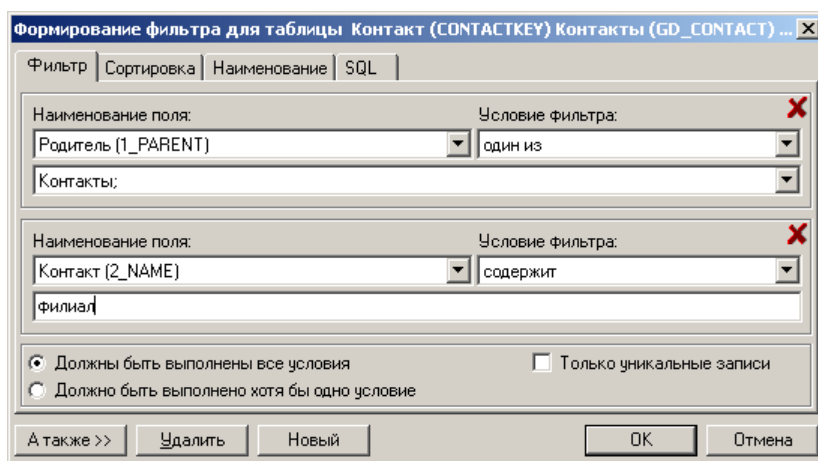 Формирование фильтра для таблицы Контакт (CONTACTKEY) Контакты (GD_CONTACT) ...
Фильтр Сортировка Наименование SQL
Наименование поля: Условие фильтра:
Родитель (1_PARENT) один из
Контакты;
Наименование поля: Условие фильтра:
Контакт (2_NAME) содержит
филиал
Должны быть выполнены все условия Только уникальные записи
Должно быть выполнено хотя бы одно условие
А также >> Удалить Новый OK Отмена